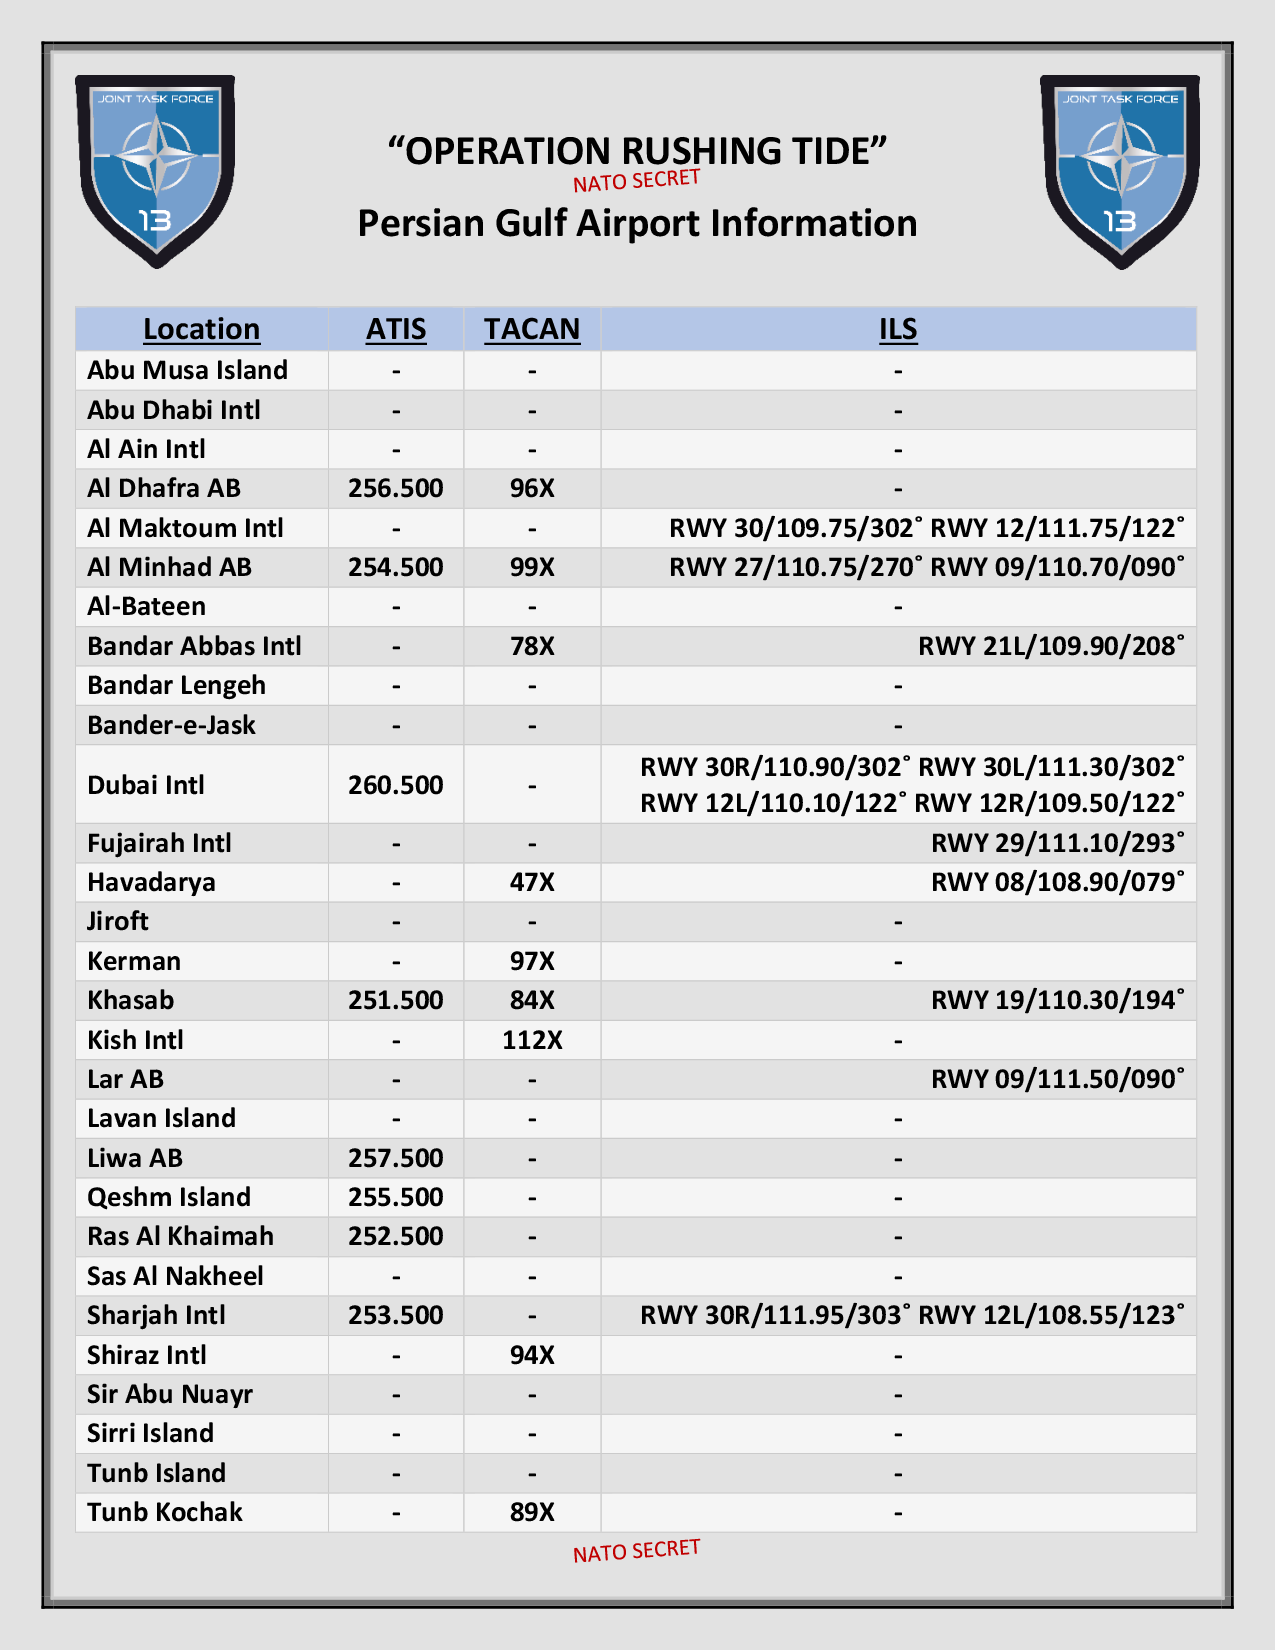 JOINT TASK FORCE
13
JOINT TASK FORCE
13
“OPERATION RUSHING TIDE”
NATO SECRET
Persian Gulf Airport Information
Location ATIS TACAN ILS
Abu Musa Island - - -
Abu Dhabi Intl - - -
Al Ain Intl - - -
Al Dhafra AB 256.500 96X -
Al Maktoum Intl - - RWY 30/109.75/302˚ RWY 12/111.75/122˚
Al Minhad AB 254.500 99X RWY 27/110.75/270˚ RWY 09/110.70/090˚
Al-Bateen - - -
Bandar Abbas Intl - 78X RWY 21L/109.90/208˚
Bandar Lengeh - - -
Bander-e-Jask - - -
Dubai Intl 260.500 - RWY 30R/110.90/302˚ RWY 30L/111.30/302˚
RWY 12L/110.10/122˚ RWY 12R/109.50/122˚
Fujairah Intl - - RWY 29/111.10/293˚
Havadarya - 47X RWY 08/108.90/079˚
Jiroft - - -
Kerman - 97X -
Khasab 251.500 84X RWY 19/110.30/194˚
Kish Intl - 112X -
Lar AB - - RWY 09/111.50/090˚
Lavan Island - - -
Liwa AB 257.500 - -
Qeshm Island 255.500 - -
Ras Al Khaimah 252.500 - -
Sas Al Nakheel - - -
Sharjah Intl 253.500 - RWY 30R/111.95/303˚ RWY 12L/108.55/123˚
Shiraz Intl - 94X -
Sir Abu Nuayr - - -
Sirri Island - - -
Tunb Island - - -
Tunb Kochak - 89X -
NATO SECRET